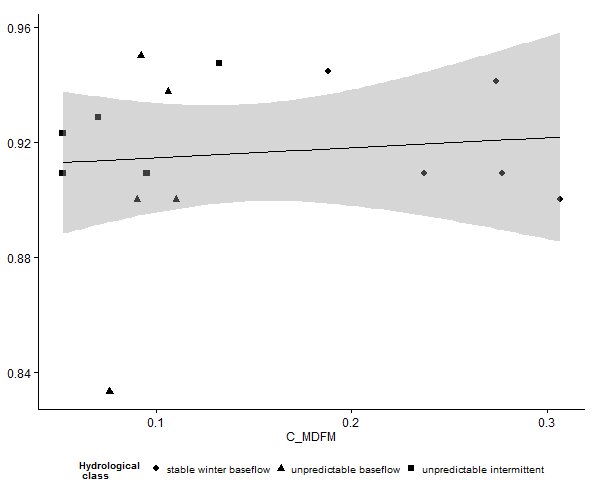 0.96
0.92
0.88
0.84
0.1 0.2 0.3
C_MDFM
Hydrological
class
stable winter baseflow unpredictable baseflow unpredictable intermittent